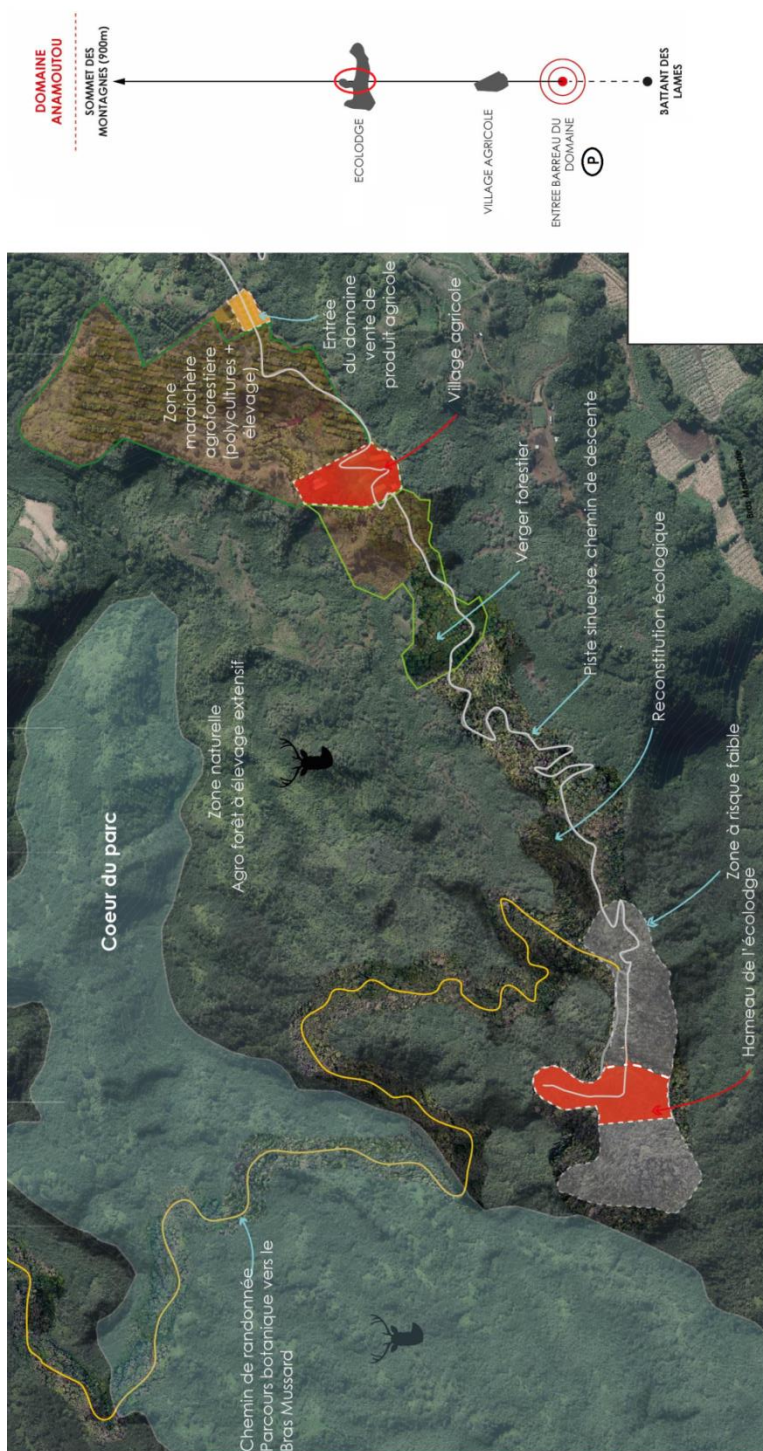 DOMAINE
ANAMOUTOU
SOMMET DES
MONTAGNES (900m)
ECOLODGE
VILLAGE AGRICOLE
ENTREE BARREAU DU
DOMAINE
P
BATTANT DES
LAMES
Entrée
du domaine
vente de
produit agricole
Zone
maraichère
agroforestière
(polycultures +
élevage)
Village agricole
Verger forestier
Piste sinueuse, chemin de descente
Reconstitution écologique
Zone à risque faible
Hameau de l'écolodge
Zone naturelle
Agro forêt à élevage extensif
Coeur du parc
Chemin de randonnée
Parcours botanique vers le
Bras Mussard